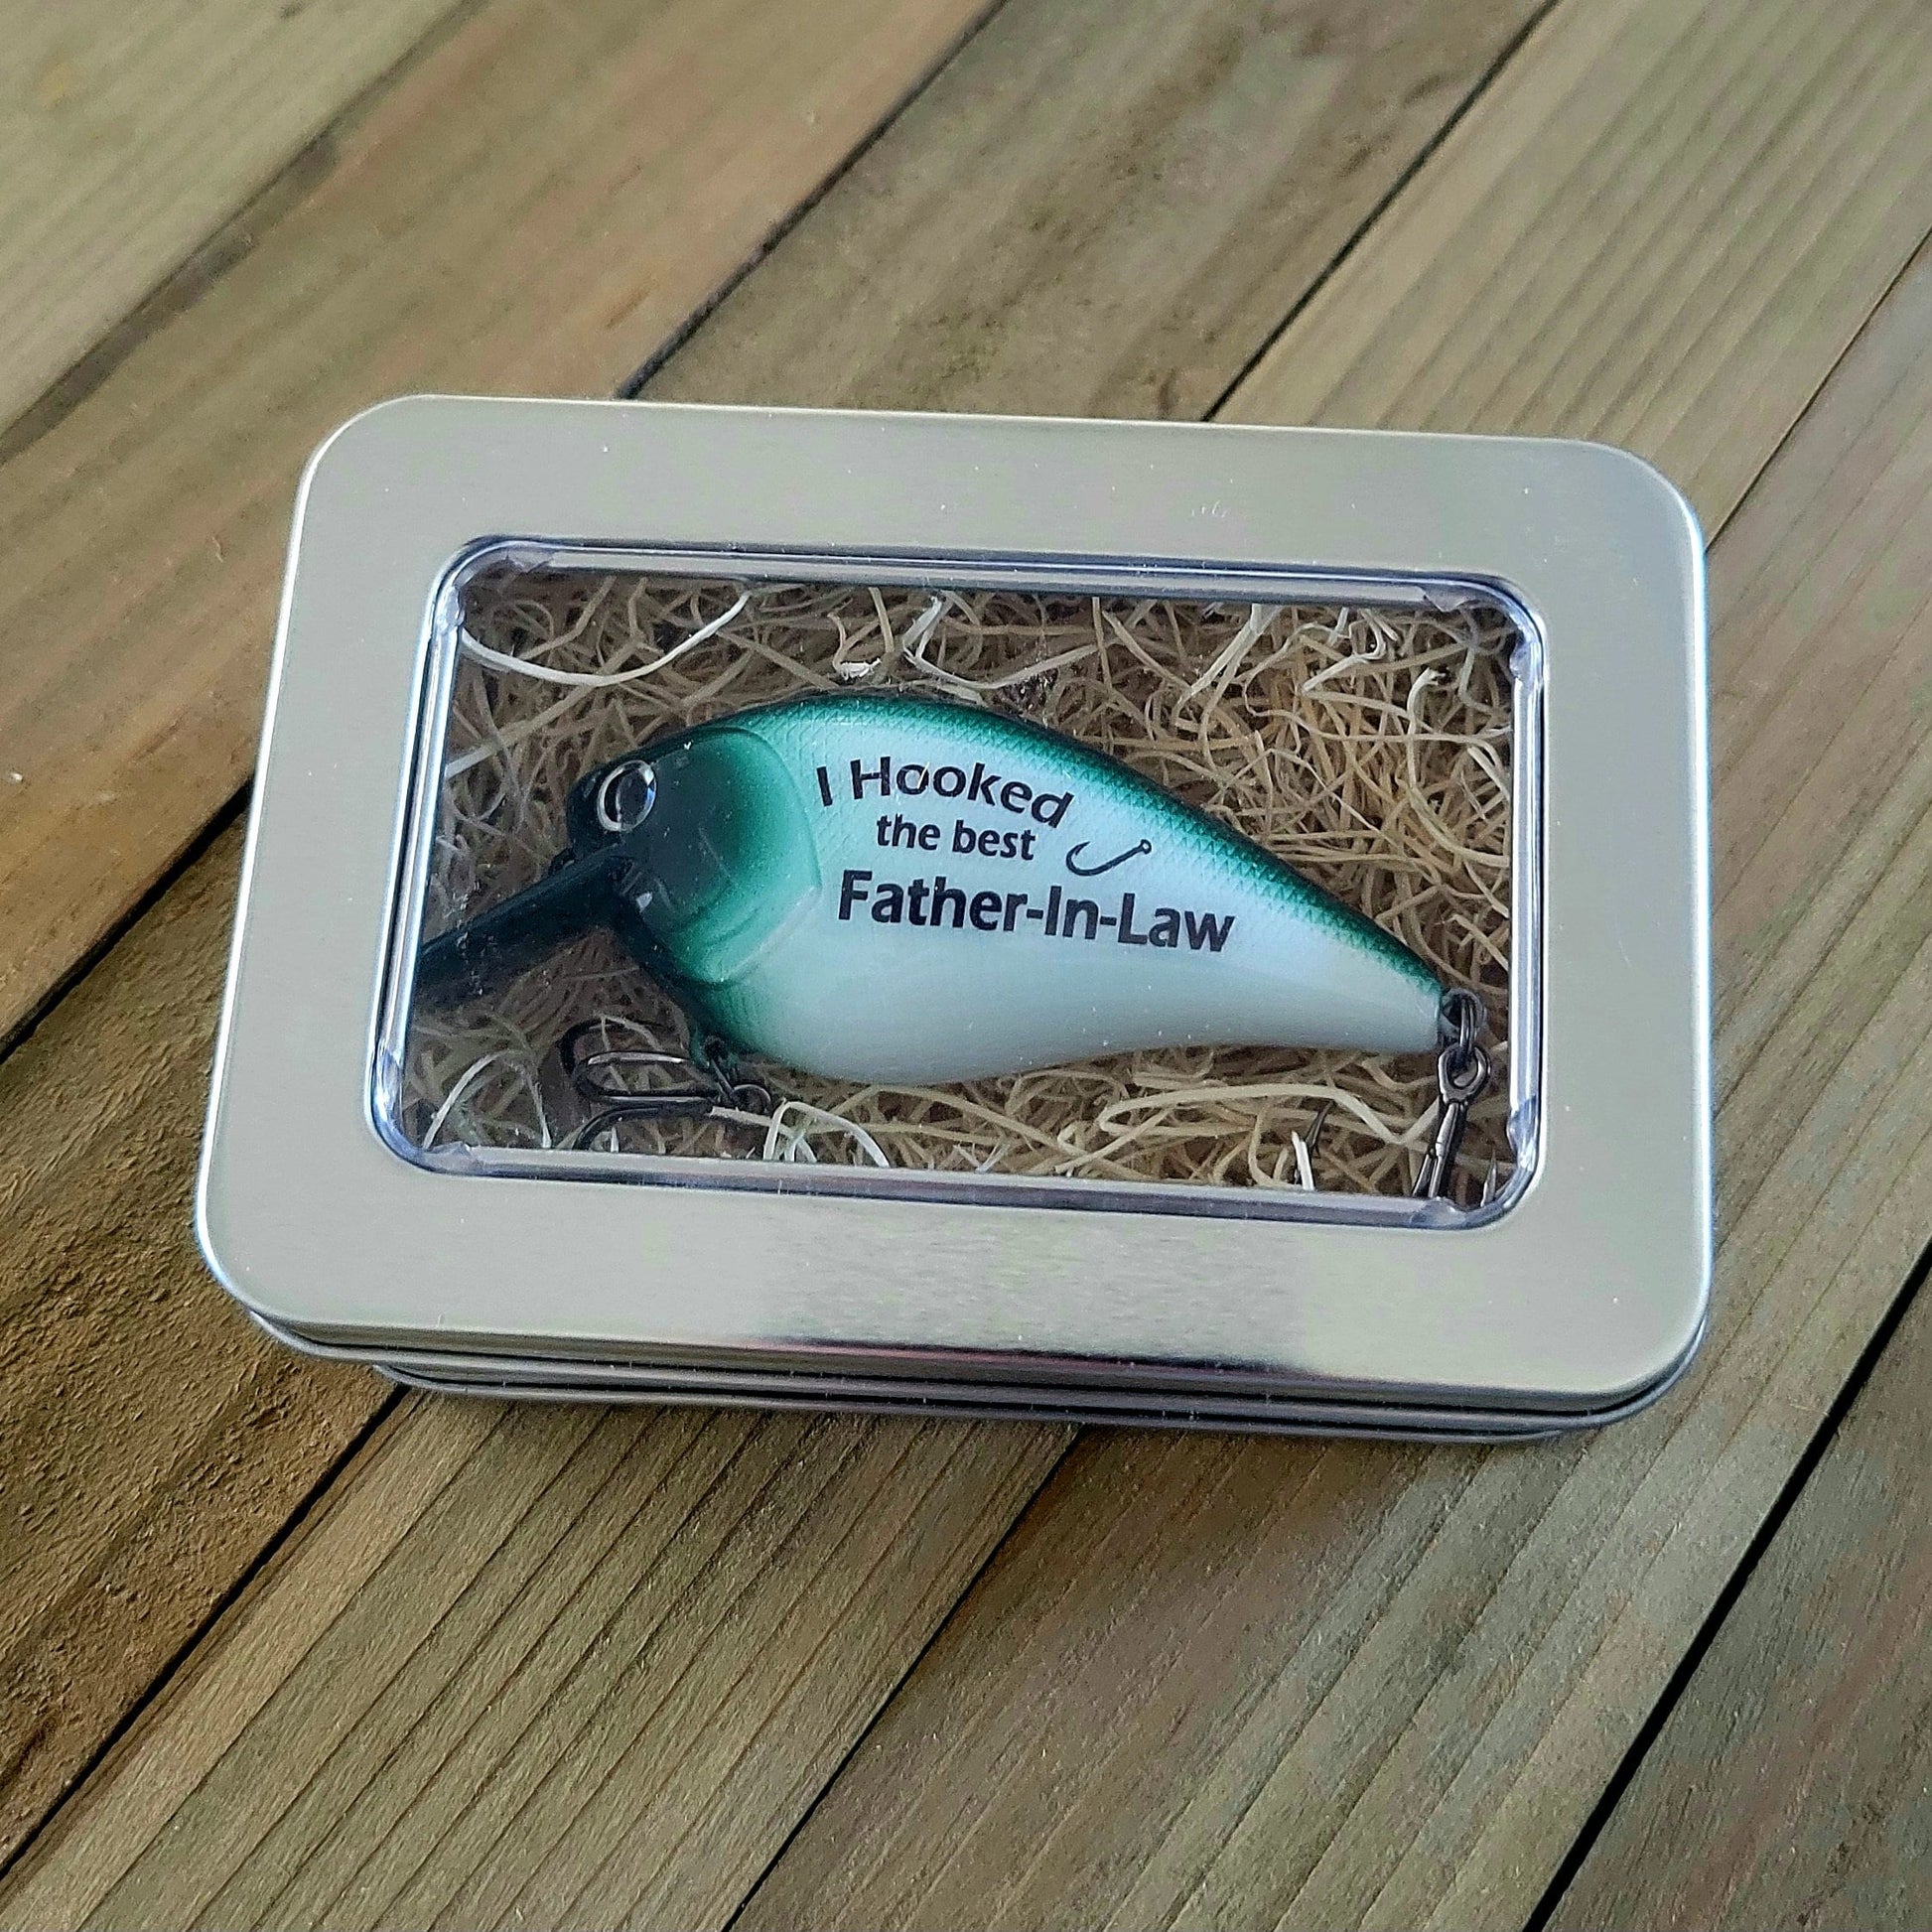 I Hooked
the best
Father-In-Law